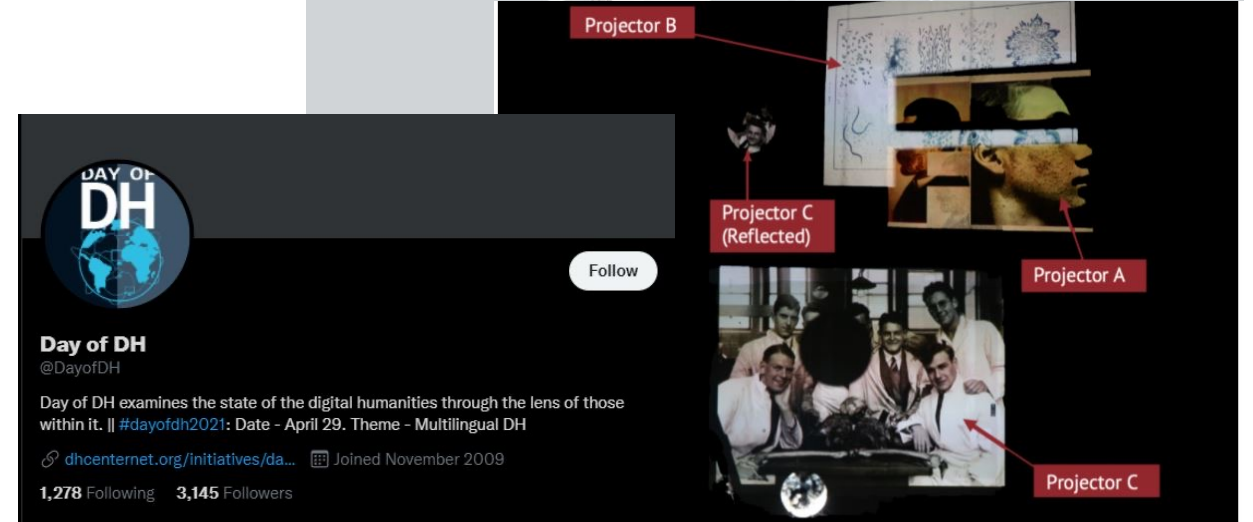 DAY OF
DH
Follow
Day of DH
@DayofDH
Day of DH examines the state of the digital humanities through the lens of those
within it. || #dayofdh2021: Date - April 29. Theme - Multilingual DH
dhcenternet.org/initiatives/da...
Joined November 2009
1,278 Following 3,145 Followers
Projector B
Projector C
(Reflected)
Projector A
Projector C